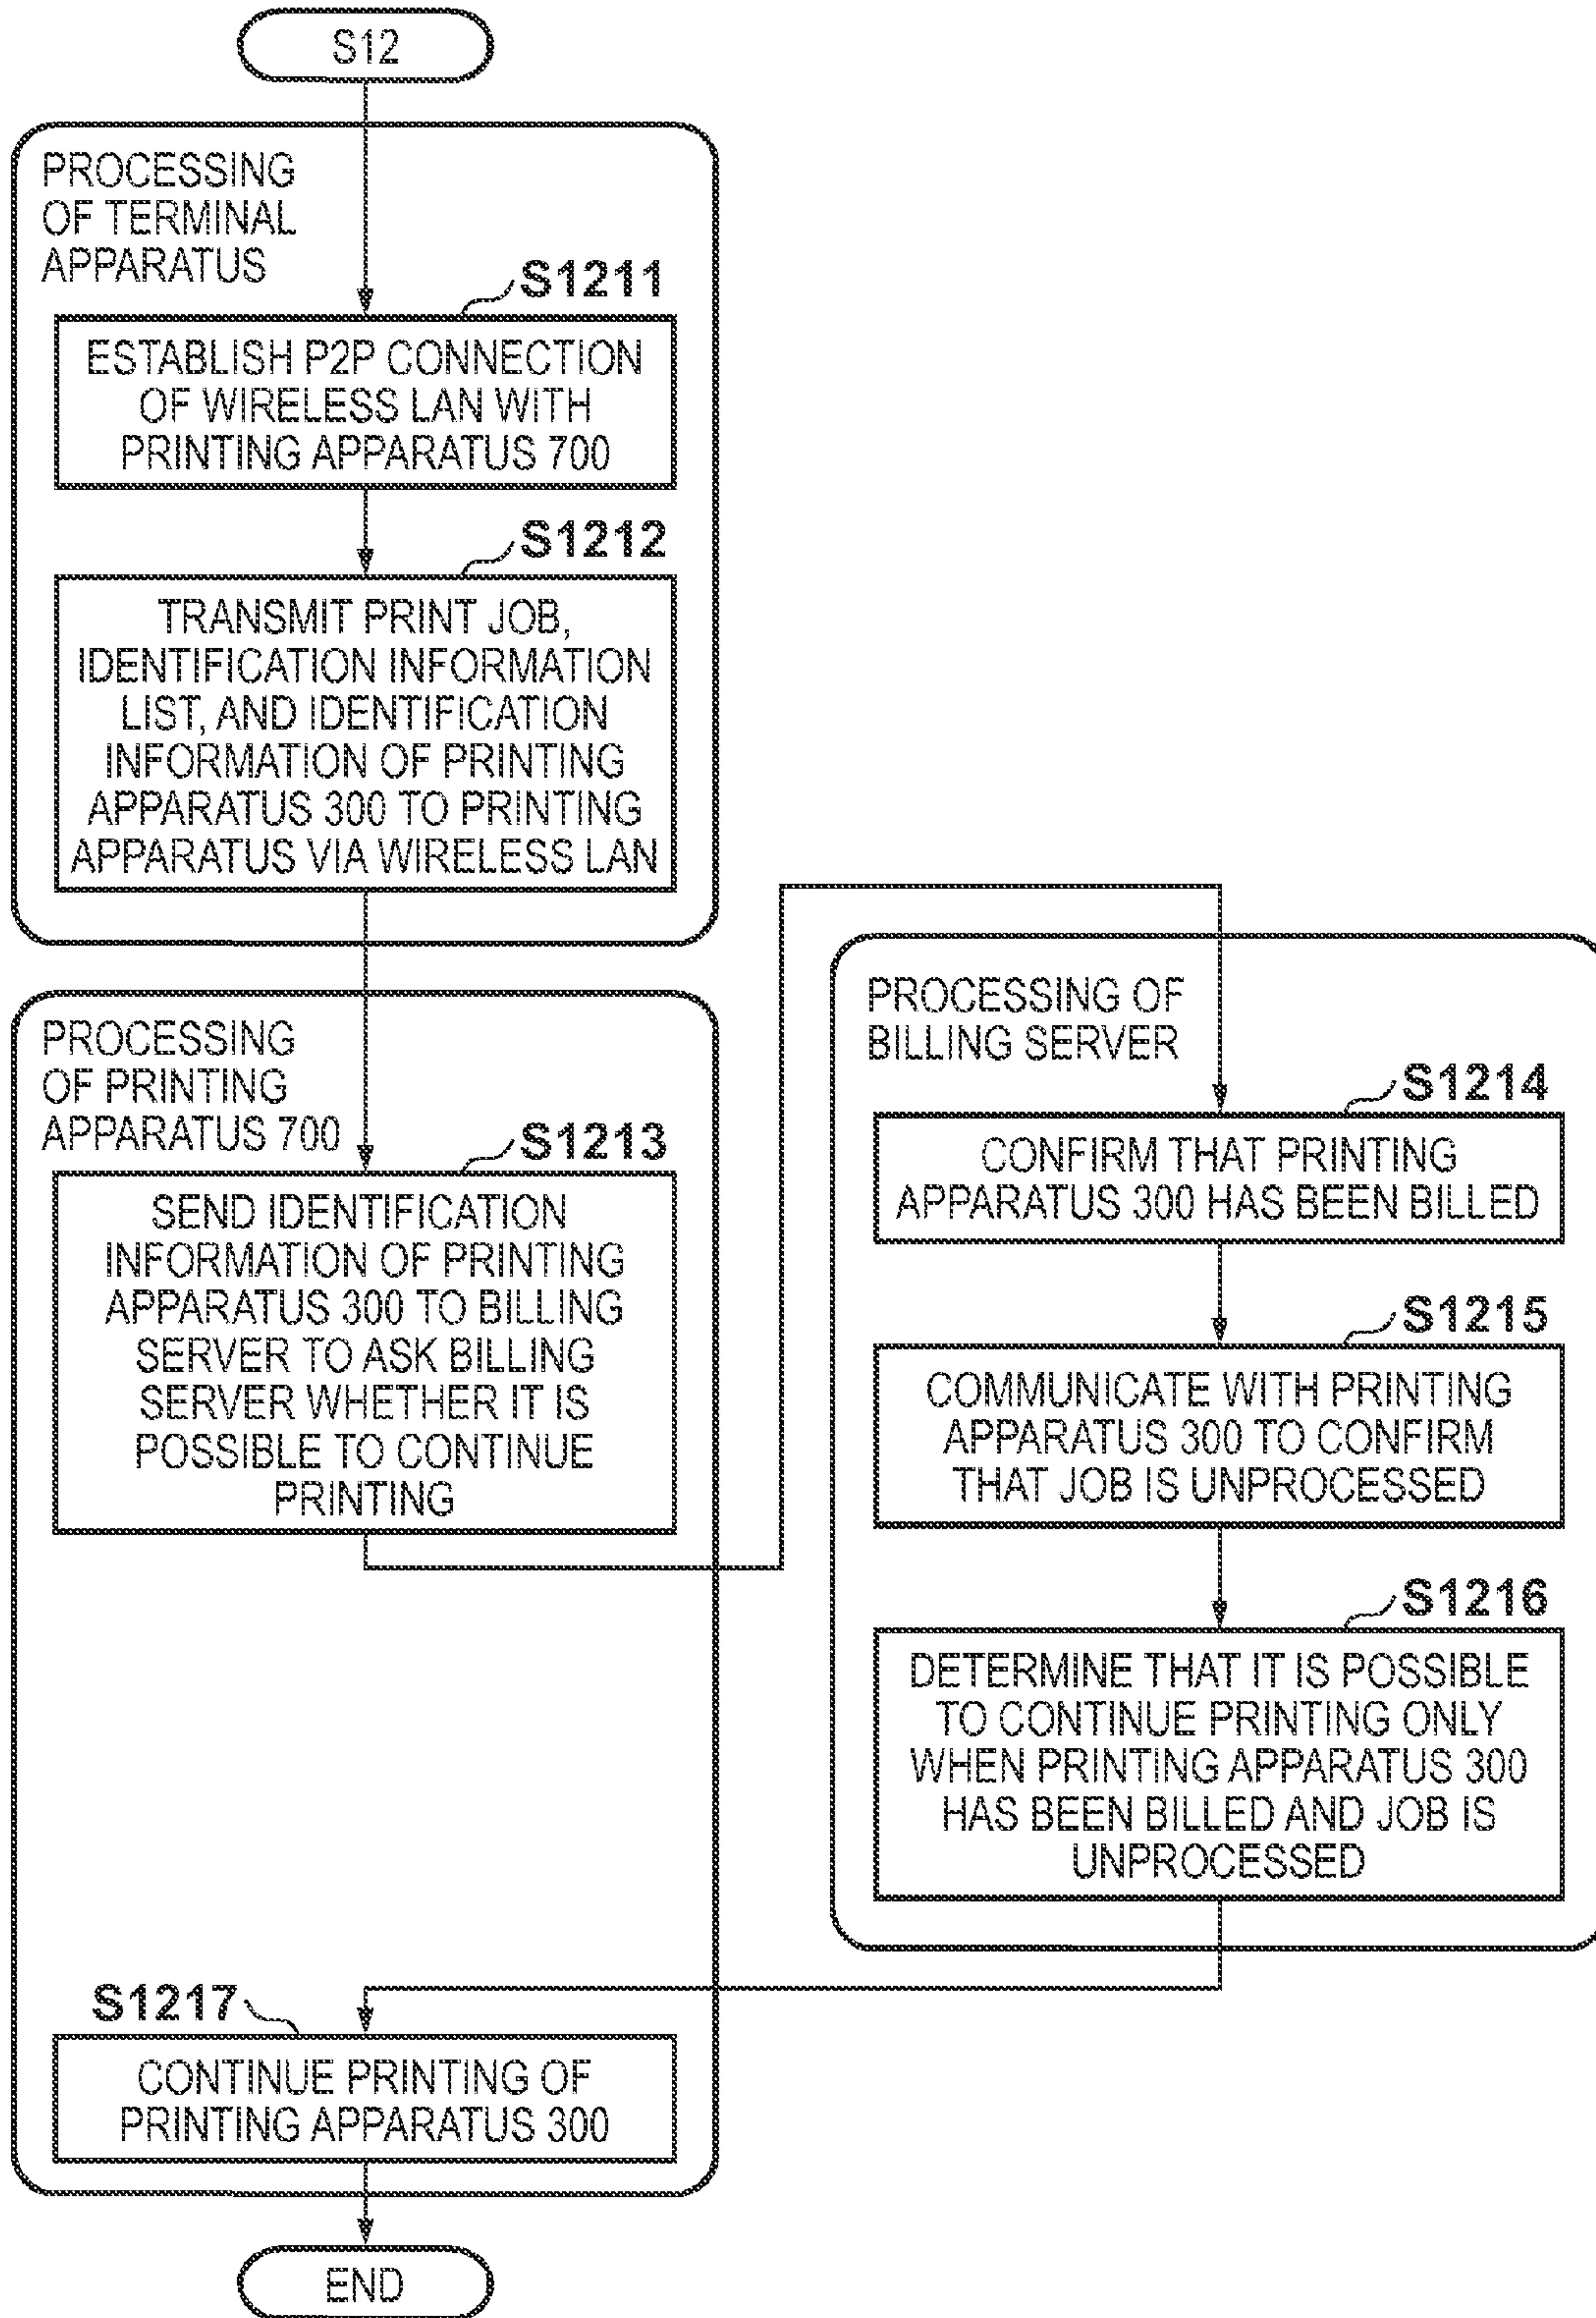 S12
PROCESSING
OF TERMINAL
APPARATUS
S1211
ESTABLISH P2P CONNECTION
OF WIRELESS LAN WITH
PRINTING APPARATUS 700
S1212
TRANSMIT PRINT JOB,
IDENTIFICATION INFORMATION
LIST, AND IDENTIFICATION
INFORMATION OF PRINTING
APPARATUS 300 TO PRINTING
APPARATUS VIA WIRELESS LAN
PROCESSING
OF PRINTING
APPARATUS 700
S1213
SEND IDENTIFICATION
INFORMATION OF PRINTING
APPARATUS 300 TO BILLING
SERVER TO ASK BILLING
SERVER WHETHER IT IS
POSSIBLE TO CONTINUE
PRINTING
PROCESSING OF
BILLING SERVER
S1214
CONFIRM THAT PRINTING
APPARATUS 300 HAS BEEN BILLED
S1215
COMMUNICATE WITH PRINTING
APPARATUS 300 TO CONFIRM
THAT JOB IS UNPROCESSED
S1216
DETERMINE THAT IT IS POSSIBLE
TO CONTINUE PRINTING ONLY
WHEN PRINTING APPARATUS 300
HAS BEEN BILLED AND JOB IS
UNPROCESSED
S1217
CONTINUE PRINTING OF
PRINTING APPARATUS 300
END